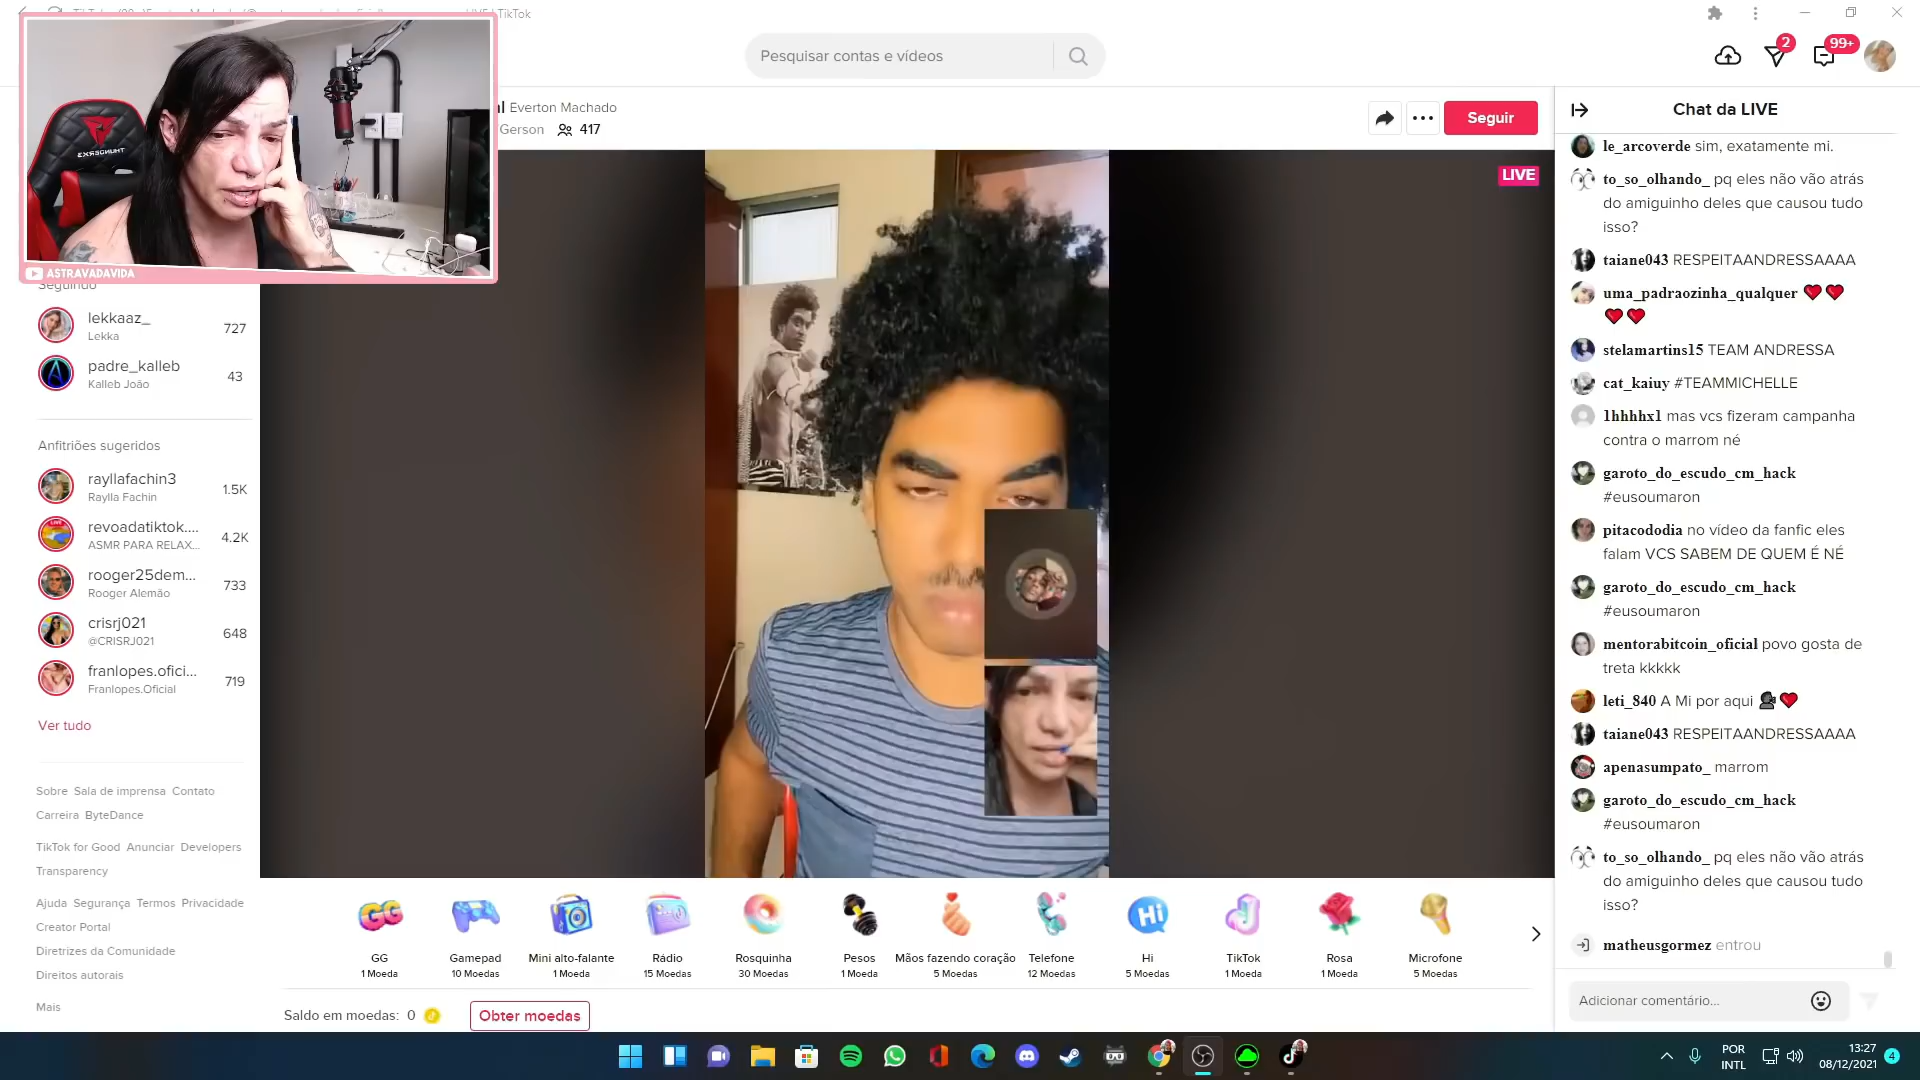 LIVE | TikTok
Pesquisar contas e vídeos
2
99+
Everton Machado
Gerson 417
Seguir
Chat da LIVE
LIVE
THUNDERX3
ASTRAVADAVIDA
Seguindo
lekkaaz_
Lekka
727
padre_kalleb
Kalleb João
43
Anfitriões sugeridos
rayllafachin3
Raylla Fachin
1.5K
revoadatiktok....
ASMR PARA RELAX...
4.2K
rooger25dem...
Rooger Alemão
733
crisrj021
@CRISRJ021
648
franlopes.ofici...
Franlopes.Oficial
719
Ver tudo
Sobre Sala de imprensa Contato
Carreira ByteDance
TikTok for Good Anunciar Developers
Transparency
Ajuda Segurança Termos Privacidade
Creator Portal
Diretrizes da Comunidade
Direitos autorais
Mais
GG
1 Moeda
Gamepad
10 Moedas
Mini alto-falante
1 Moeda
Rádio
15 Moedas
Rosquinha
30 Moedas
Pesos
1 Moeda
Mãos fazendo coração
5 Moedas
Telefone
12 Moedas
Hi
Hi
5 Moedas
TikTok
1 Moeda
Rosa
1 Moeda
Microfone
5 Moedas
Saldo em moedas: 0
Obter moedas
le_arcoverde sim, exatamente mi.
to_so_olhando_ pq eles não vão atrás
do amiguinho deles que causou tudo
isso?
taiane043 RESPEITAANDRESSAAAA
uma_padraozinha_qualquer ❤️❤️
❤️❤️
stelamartins15 TEAM ANDRESSA
cat_kaiuy #TEAMMICHELLE
1hhhhx1 mas vcs fizeram campanha
contra o marrom né
garoto_do_escudo_cm_hack
#eusoumaron
pitacododia no vídeo da fanfic eles
falam VCS SABEM DE QUEM É NÉ
garoto_do_escudo_cm_hack
#eusoumaron
mentorabitcoin_oficial povo gosta de
treta kkkkk
leti_840 A Mi por aqui ❤️
taiane043 RESPEITAANDRESSAAAA
apenasumpato_ marrom
garoto_do_escudo_cm_hack
#eusoumaron
to_so_olhando_ pq eles não vão atrás
do amiguinho deles que causou tudo
isso?
matheusgormez entrou
Adicionar comentário...
POR
INTL
13:27
08/12/2021
4